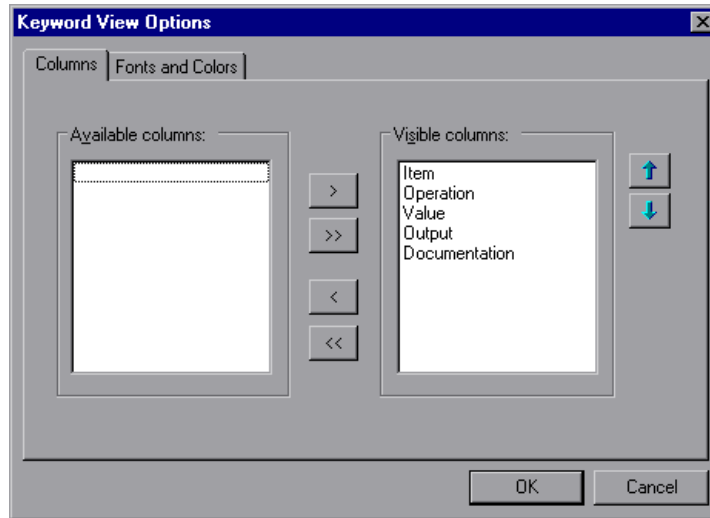 Keyword View Options
Columns
Fonts and Colors
Available columns:
Visible columns:
Item
Operation
Value
Output
Documentation
>
>>
<
<<
OK
Cancel